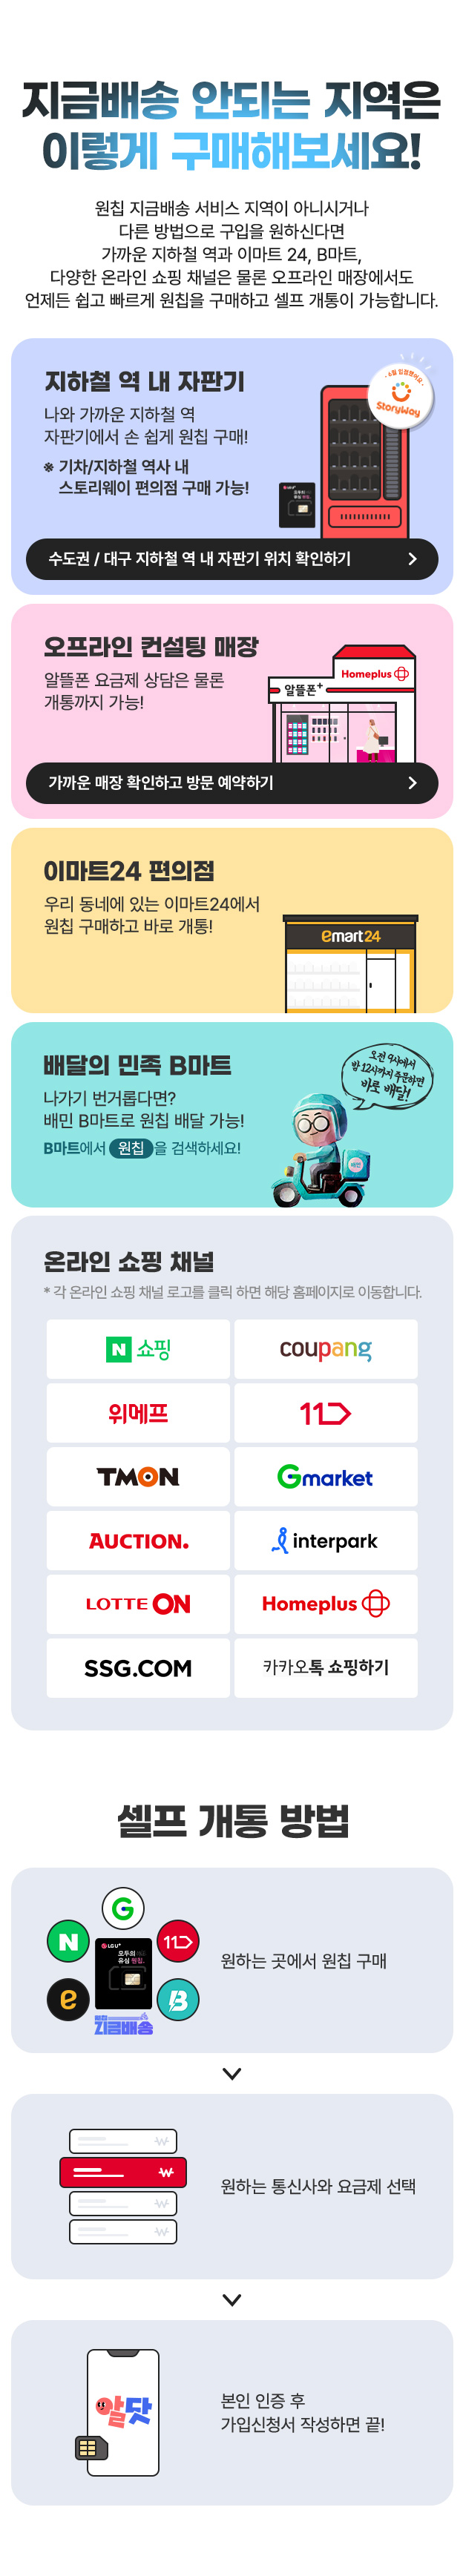 지금배송 안되는 지역은
이렇게 구매해보세요!
원칩 지금배송 서비스 지역이 아니시거나
다른 방법으로 구입을 원하신다면
가까운 지하철 역과 이마트 24, B마트,
다양한 온라인 쇼핑 채널은 물론 오프라인 매장에서도
언제든 쉽고 빠르게 원칩을 구매하고 셀프 개통이 가능합니다.
지하철 역 내 자판기
나와 가까운 지하철 역
자판기에서 손 쉽게 원칩 구매!
※ 기차/지하철 역사 내
스토리웨이 편의점 구매 가능!
StoryWay
수도권 / 대구 지하철 역 내 자판기 위치 확인하기
오프라인 컨설팅 매장
알뜰폰 요금제 상담은 물론
개통까지 가능!
Homeplus
알뜰폰+
가까운 매장 확인하고 방문 예약하기
이마트24 편의점
우리 동네에 있는 이마트24에서
원칩 구매하고 바로 개통!
emart24
배달의 민족 B마트
나가기 번거롭다면?
배민 B마트로 원칩 배달 가능!
B마트에서 원칩 을 검색하세요!
오전 9시에서
밤 12시까지 주문하면
바로 배달!
온라인 쇼핑 채널
* 각 온라인 쇼핑 채널 로고를 클릭 하면 해당 홈페이지로 이동합니다.
N 쇼핑
coupang
위메프
11
TMON
Gmarket
AUCTION.
interpark
LOTTE ON
Homeplus
SSG.COM
카카오톡 쇼핑하기
셀프 개통 방법
G
N
11
LG U+
모두의
유심 원칩.
e
B
지금배송
원하는 곳에서 원칩 구매
₩
₩
₩
₩
원하는 통신사와 요금제 선택
알닷
본인 인증 후
가입신청서 작성하면 끝!